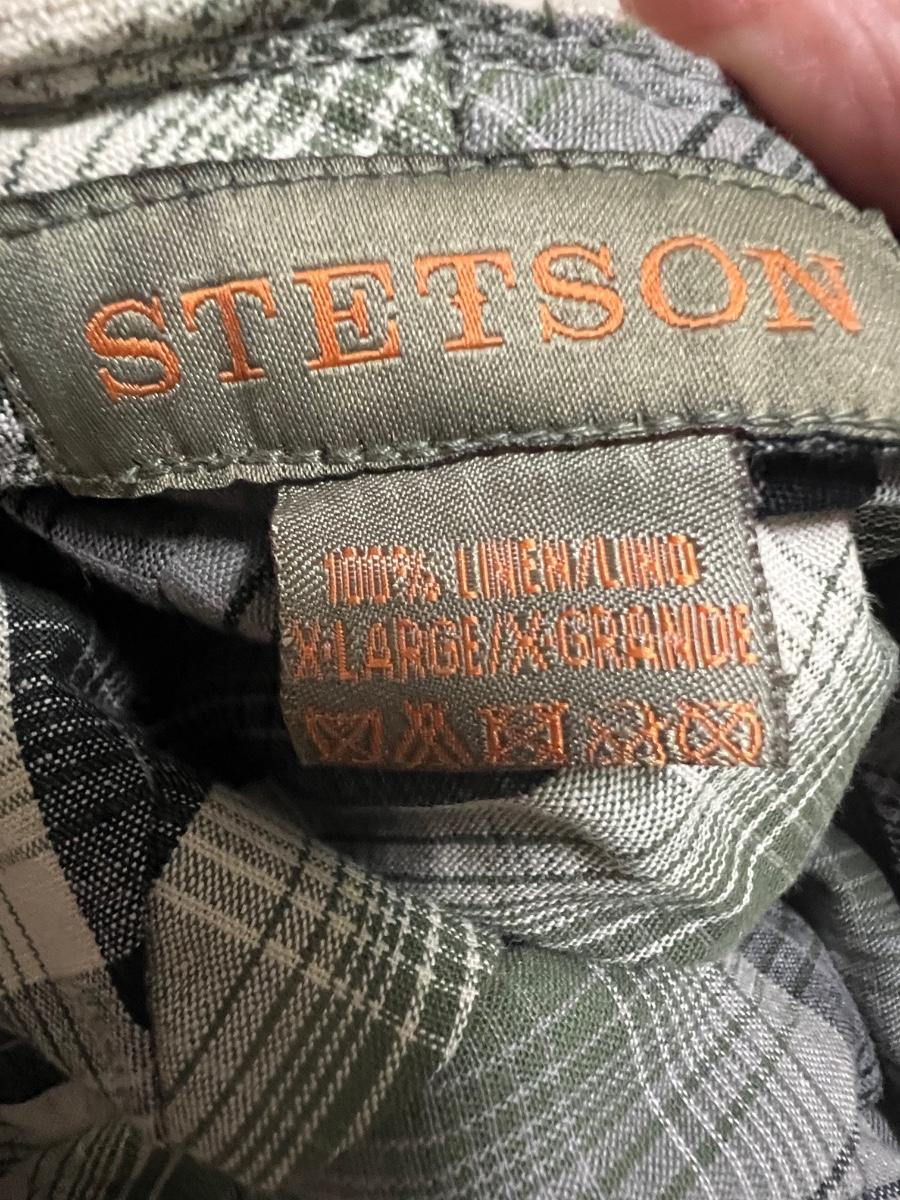 STETSON
100% LINEN/LINO
X-LARGE/X-GRANDE